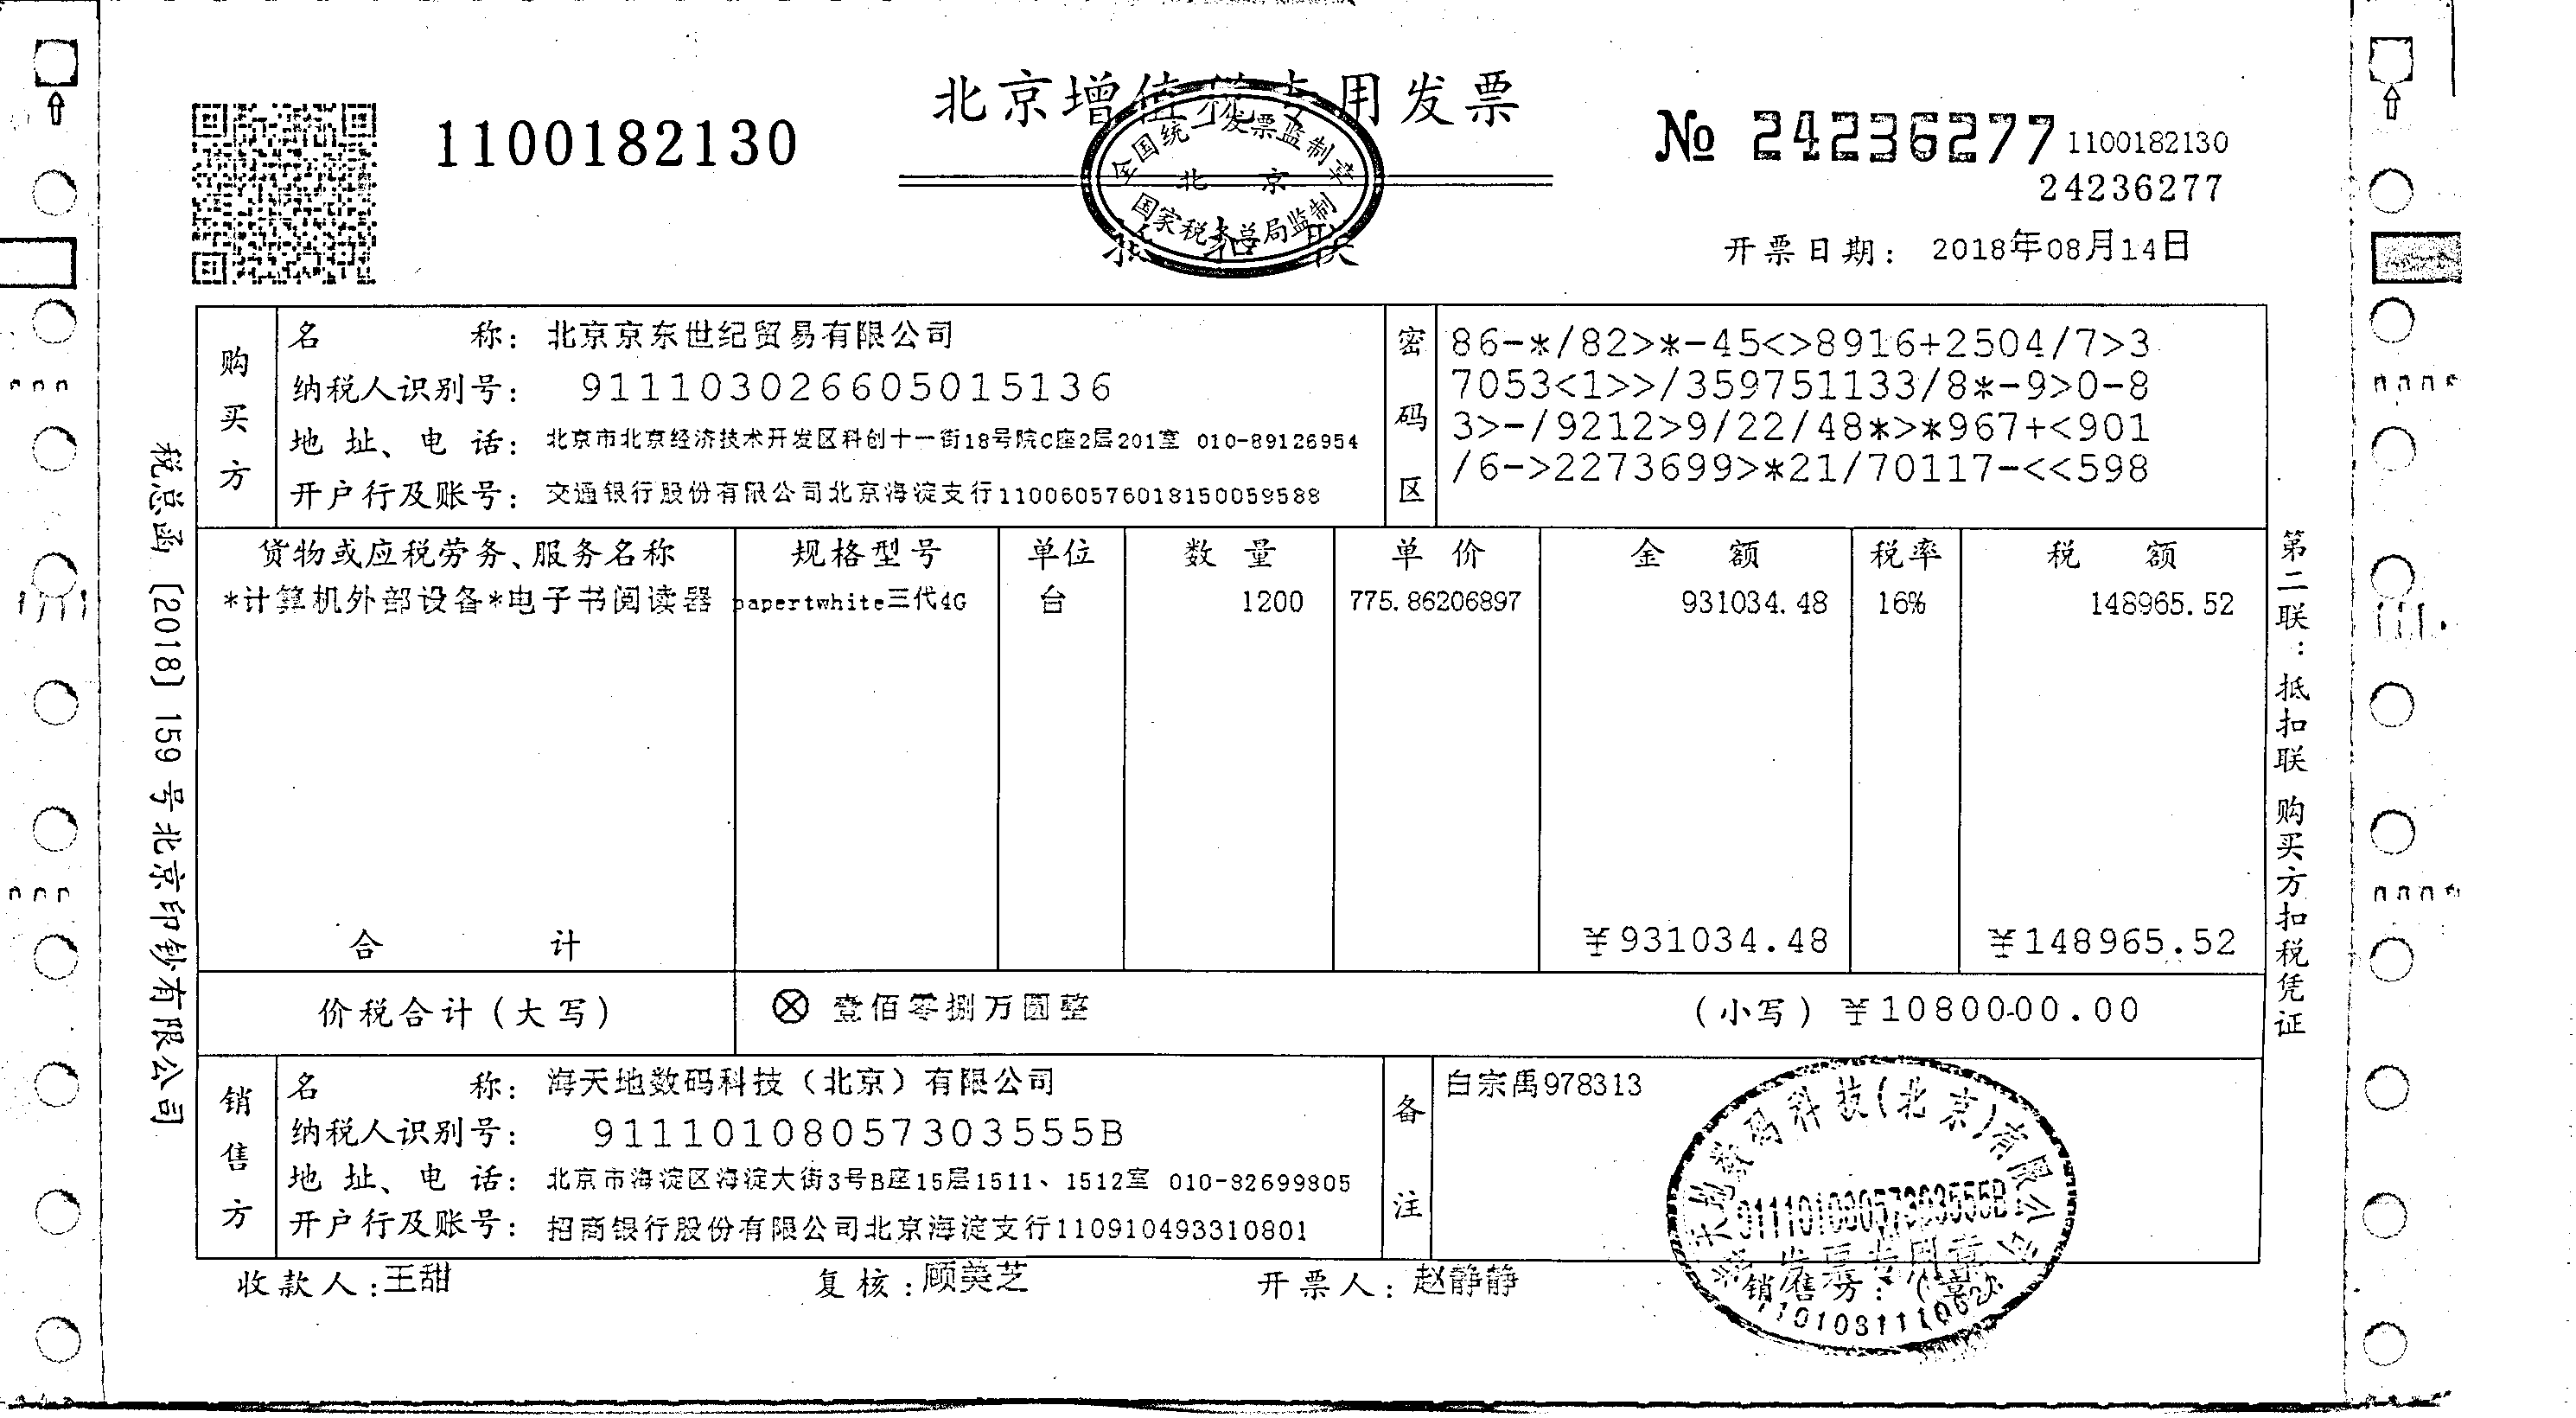 北京增值税专用发票
1100182130
№ 24236277
1100182130
24236277
全国统一发票监制章
北京
国家税务总局监制
抵扣联
开票日期： 2018年08月14日
购买方
名称： 北京京东世纪贸易有限公司
纳税人识别号： 911103026605015136
地址、电话： 北京市北京经济技术开发区科创十一街18号院C座2层201室 010-89126954
开户行及账号： 交通银行股份有限公司北京海淀支行110060576018150059588
密码区
86-*/82>*-45<>8916+2504/7>3
7053<1>>/359751133/8*-9>0-8
3>-/9212>9/22/48*>*967+<901
/6->2273699>*21/70117-<<598
货物或应税劳务、服务名称 规格型号 单位 数量 单价 金额 税率 税额
*计算机外部设备*电子书阅读器 papertwhite三代4G 台 1200 775.86206897 931034.48 16% 148965.52
合计 ¥931034.48 ¥148965.52
价税合计（大写） ⊗ 壹佰零捌万圆整 （小写）¥1080000.00
销售方
名称： 海天地数码科技（北京）有限公司
纳税人识别号： 91110108057303555B
地址、电话： 北京市海淀区海淀大街3号B座15层1511、1512室 010-82699805
开户行及账号： 招商银行股份有限公司北京海淀支行110910493310801
备注
白宗禹978313
海天地数码科技(北京)有限公司
91110108057303555B
发票专用章
收款人：王甜 复核：顾美芝 开票人：赵静静 销售方：（章）
税总函〔2018〕159号北京印钞有限公司
第二联：抵扣联 购买方扣税凭证